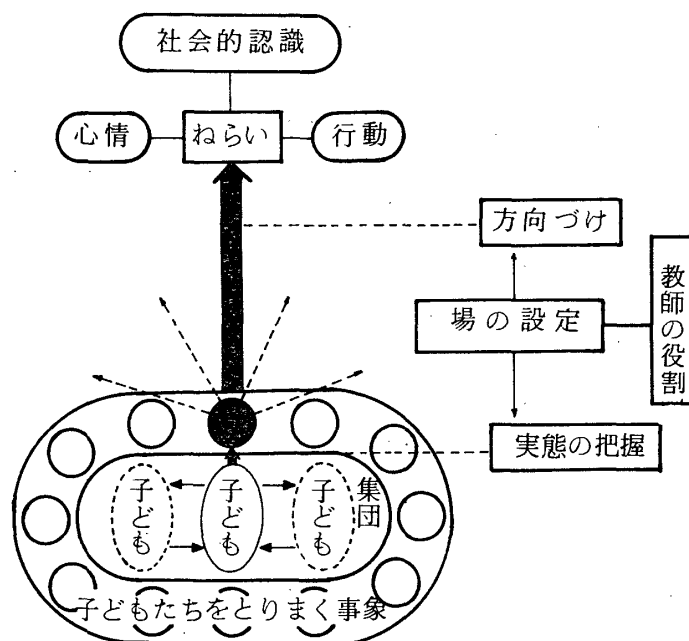 社会的認識
心情
ねらい
行動
方向づけ
場の設定
教師の役割
実態の把握
子ども
子ども
子ども
集団
子どもたちをとりまく事象